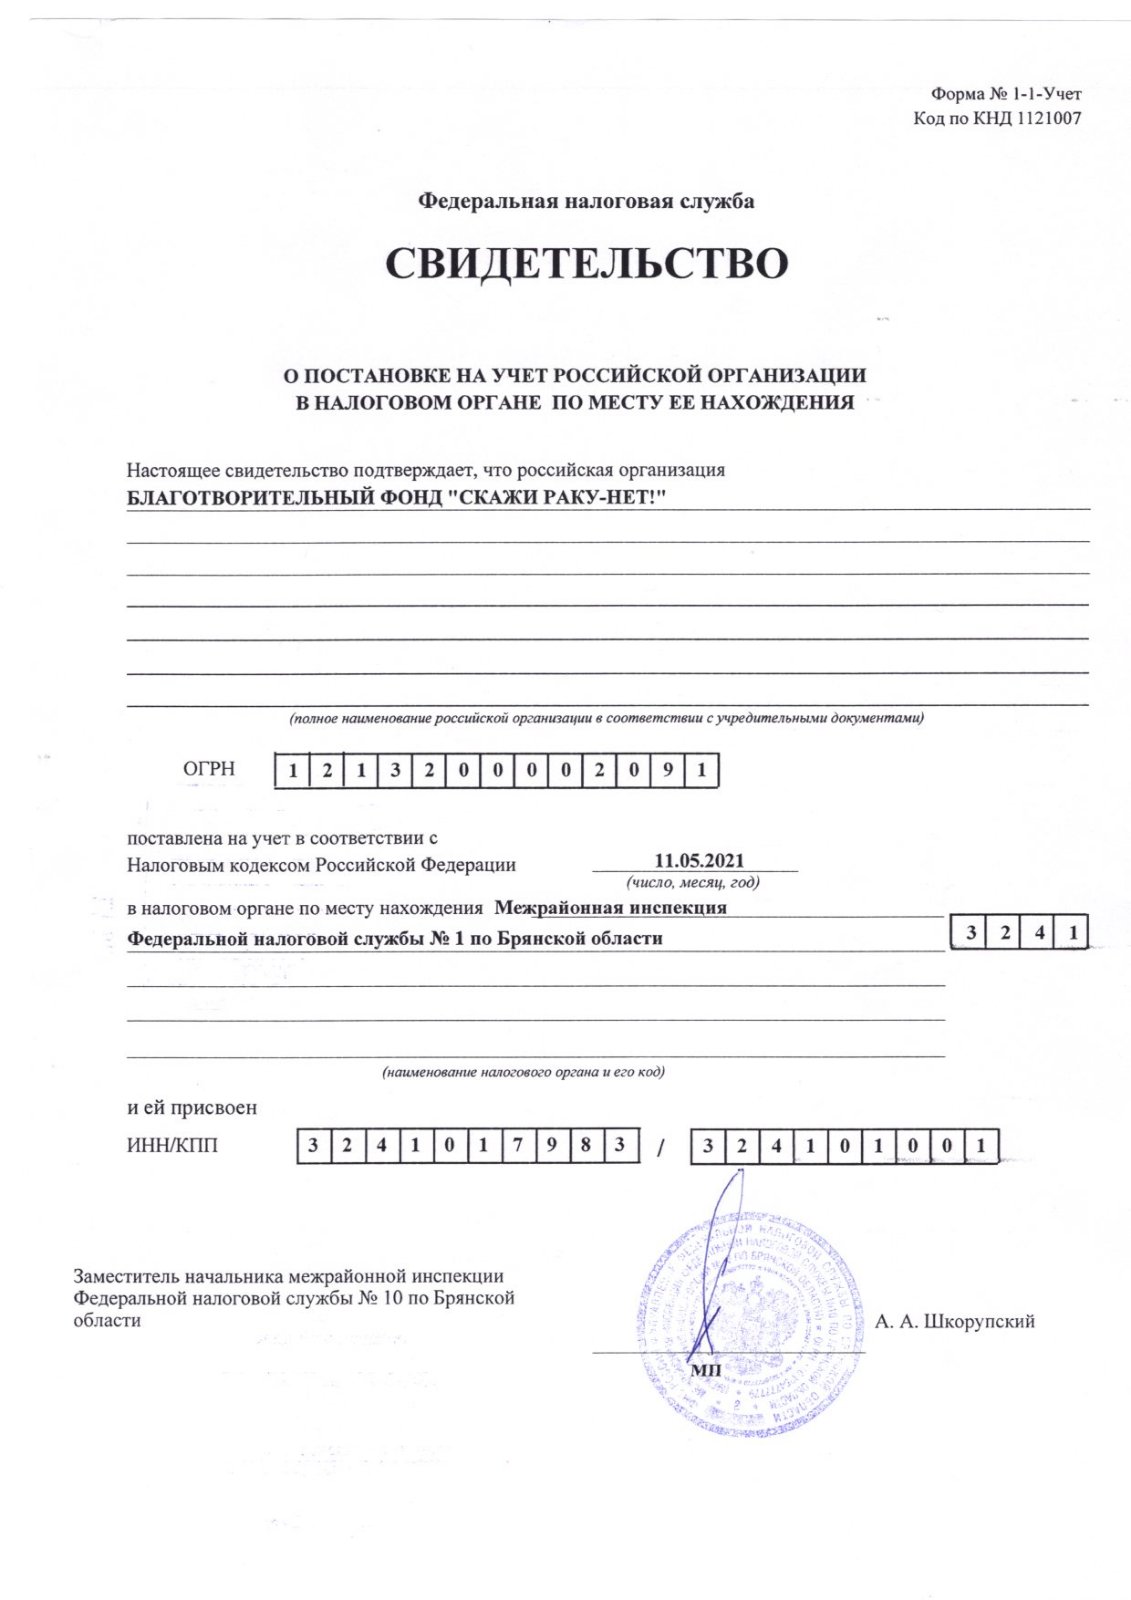 Форма № 1-1-Учет
Код по КНД 1121007
Федеральная налоговая служба
СВИДЕТЕЛЬСТВО
О ПОСТАНОВКЕ НА УЧЕТ РОССИЙСКОЙ ОРГАНИЗАЦИИ
В НАЛОГОВОМ ОРГАНЕ ПО МЕСТУ ЕЕ НАХОЖДЕНИЯ
Настоящее свидетельство подтверждает, что российская организация
БЛАГОТВОРИТЕЛЬНЫЙ ФОНД "СКАЖИ РАКУ-НЕТ!"
(полное наименование российской организации в соответствии с учредительными документами)
ОГРН 1 2 1 3 2 0 0 0 0 2 0 9 1
поставлена на учет в соответствии с
Налоговым кодексом Российской Федерации 11.05.2021
(число, месяц, год)
в налоговом органе по месту нахождения Межрайонная инспекция
Федеральной налоговой службы № 1 по Брянской области 3 2 4 1
(наименование налогового органа и его код)
и ей присвоен
ИНН/КПП 3 2 4 1 0 1 7 9 8 3 / 3 2 4 1 0 1 0 0 1
Заместитель начальника межрайонной инспекции
Федеральной налоговой службы № 10 по Брянской
области
А. А. Шкорупский
МП